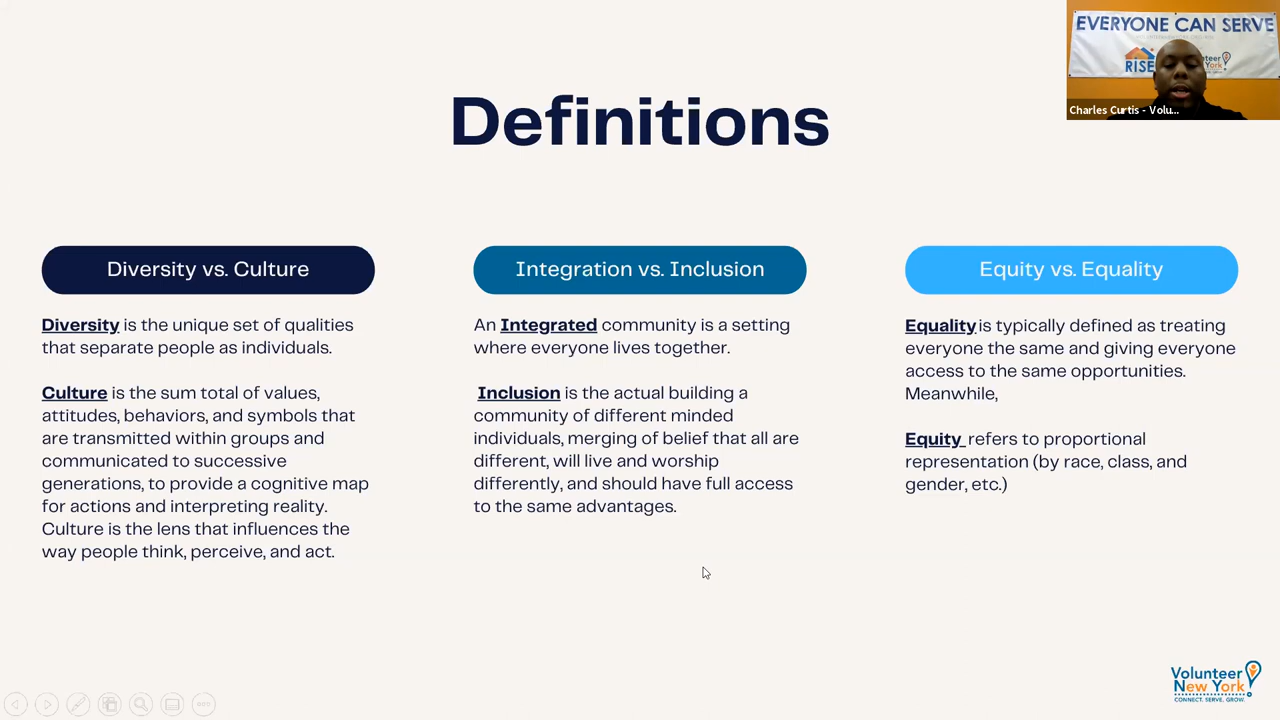 EVERYONE CAN SERVE
RISE
Charles Curtis - Volu...
Definitions
Diversity vs. Culture
Diversity is the unique set of qualities
that separate people as individuals.
Culture is the sum total of values,
attitudes, behaviors, and symbols that
are transmitted within groups and
communicated to successive
generations, to provide a cognitive map
for actions and interpreting reality.
Culture is the lens that influences the
way people think, perceive, and act.
Integration vs. Inclusion
An Integrated community is a setting
where everyone lives together.
Inclusion is the actual building a
community of different minded
individuals, merging of belief that all are
different, will live and worship
differently, and should have full access
to the same advantages.
Equity vs. Equality
Equality is typically defined as treating
everyone the same and giving everyone
access to the same opportunities.
Meanwhile,
Equity refers to proportional
representation (by race, class, and
gender, etc.)
Volunteer
New York
CONNECT. SERVE. GROW.